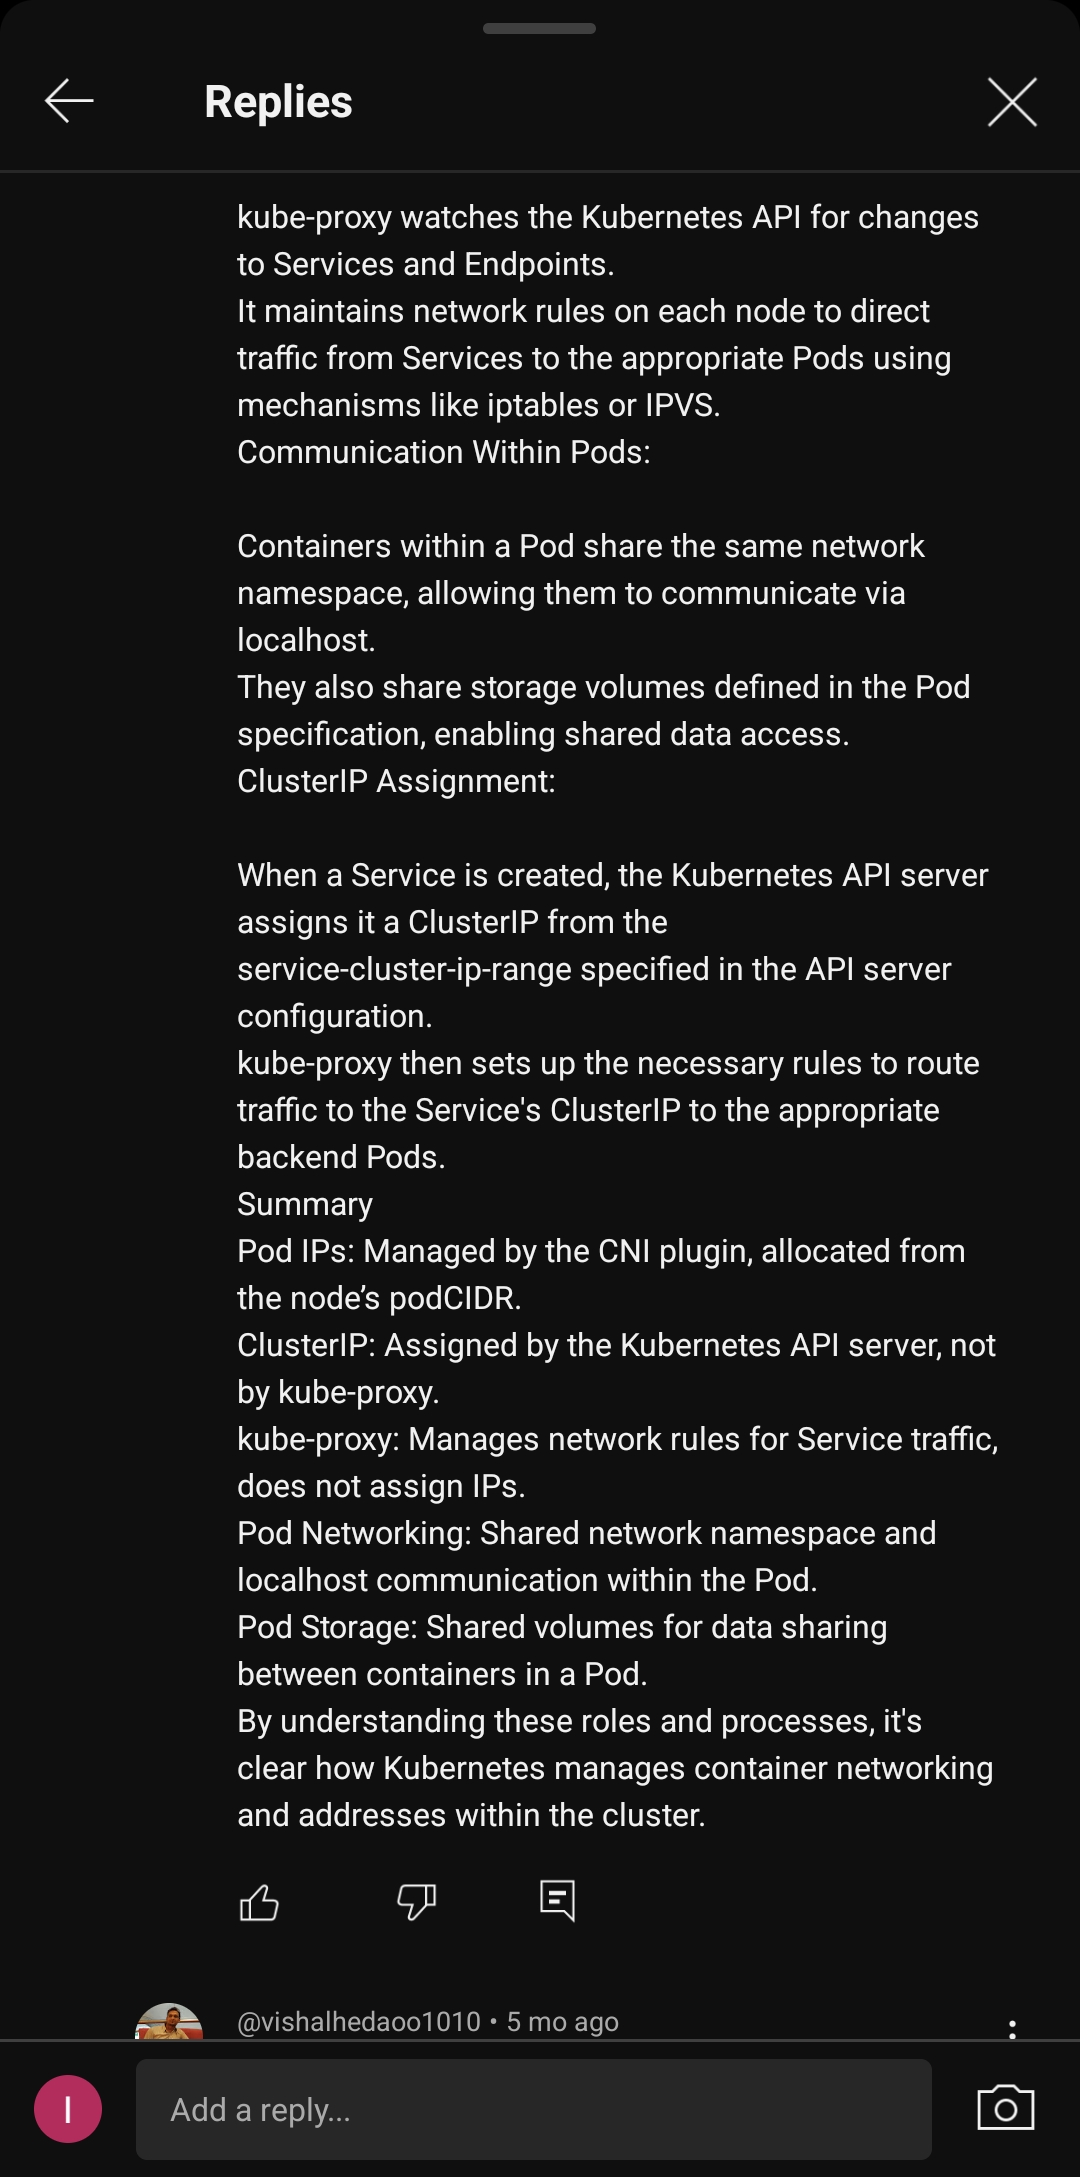 Replies
kube-proxy watches the Kubernetes API for changes
to Services and Endpoints.
It maintains network rules on each node to direct
traffic from Services to the appropriate Pods using
mechanisms like iptables or IPVS.
Communication Within Pods:
Containers within a Pod share the same network
namespace, allowing them to communicate via
localhost.
They also share storage volumes defined in the Pod
specification, enabling shared data access.
ClusterIP Assignment:
When a Service is created, the Kubernetes API server
assigns it a ClusterIP from the
service-cluster-ip-range specified in the API server
configuration.
kube-proxy then sets up the necessary rules to route
traffic to the Service's ClusterIP to the appropriate
backend Pods.
Summary
Pod IPs: Managed by the CNI plugin, allocated from
the node’s podCIDR.
ClusterIP: Assigned by the Kubernetes API server, not
by kube-proxy.
kube-proxy: Manages network rules for Service traffic,
does not assign IPs.
Pod Networking: Shared network namespace and
localhost communication within the Pod.
Pod Storage: Shared volumes for data sharing
between containers in a Pod.
By understanding these roles and processes, it's
clear how Kubernetes manages container networking
and addresses within the cluster.
@vishalhedaoo1010 • 5 mo ago
I
Add a reply...